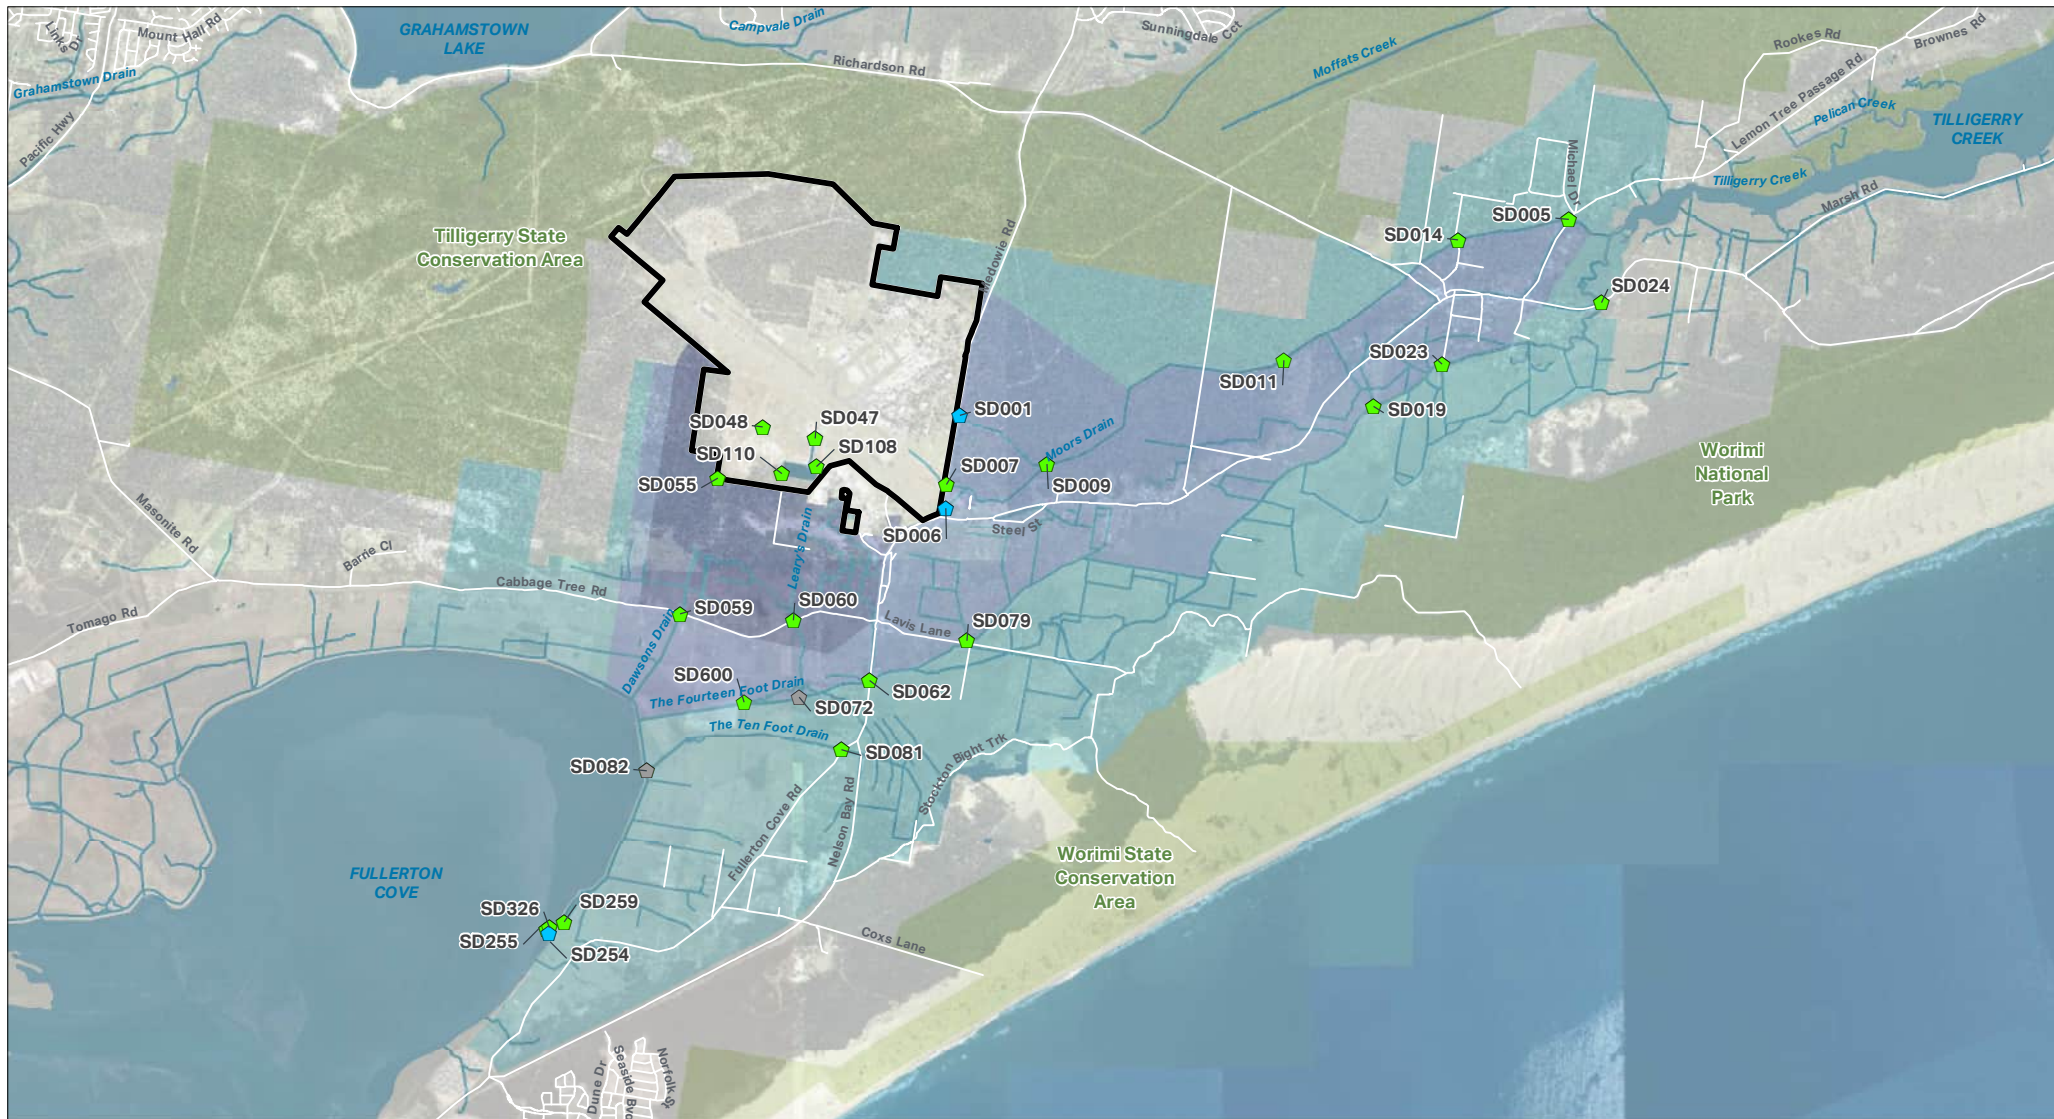 Links
Dr
Mount Hall Rd
GRAHAMSTOWN
LAKE
Campvale Drain
Sunningdale Cct
Moffats Creek
Rookes Rd
Brownes Rd
Grahamstown Drain
Richardson Rd
Lemon Tree Passage Rd
Pelican Creek
TILLIGERRY
CREEK
Pacific Hwy
Michael Dr
Tilligerry Creek
Marsh Rd
Tilligerry State
Conservation Area
Medowie Rd
SD005
SD014
SD024
SD023
SD011
SD019
SD001
SD048
SD047
SD110
SD108
SD055
SD007
Moors Drain
SD009
SD006
Steel St
Worimi
National
Park
Masonite Rd
Barrie Cl
Cabbage Tree Rd
Tomago Rd
Leary's Drain
SD059
SD060
Lavis Lane
SD079
Dawsons Drain
SD600
The Fourteen Foot Drain
SD072
SD062
The Ten Foot Drain
SD081
SD082
Stockton Bight Trk
Fullerton Cove Rd
Nelson Bay Rd
Worimi State
Conservation
Area
FULLERTON
COVE
SD326
SD259
SD255
SD254
Coxs Lane
Dune Dr
Seaside Bvd
Norfolk St